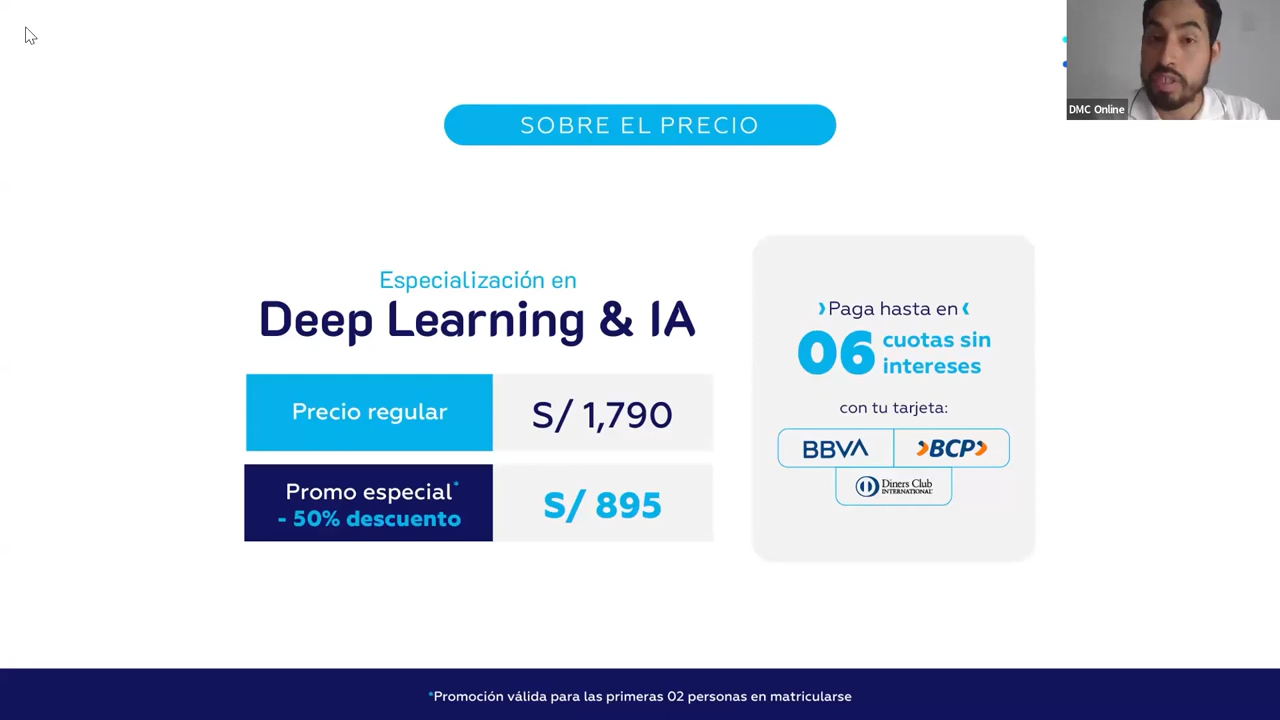 DMC Online
SOBRE EL PRECIO
Especialización en
Deep Learning & IA
Precio regular
S/ 1,790
Promo especial*
- 50% descuento
S/ 895
Paga hasta en
06 cuotas sin
intereses
con tu tarjeta:
BBVA
BCP
Diners Club
INTERNATIONAL
*Promoción válida para las primeras 02 personas en matricularse